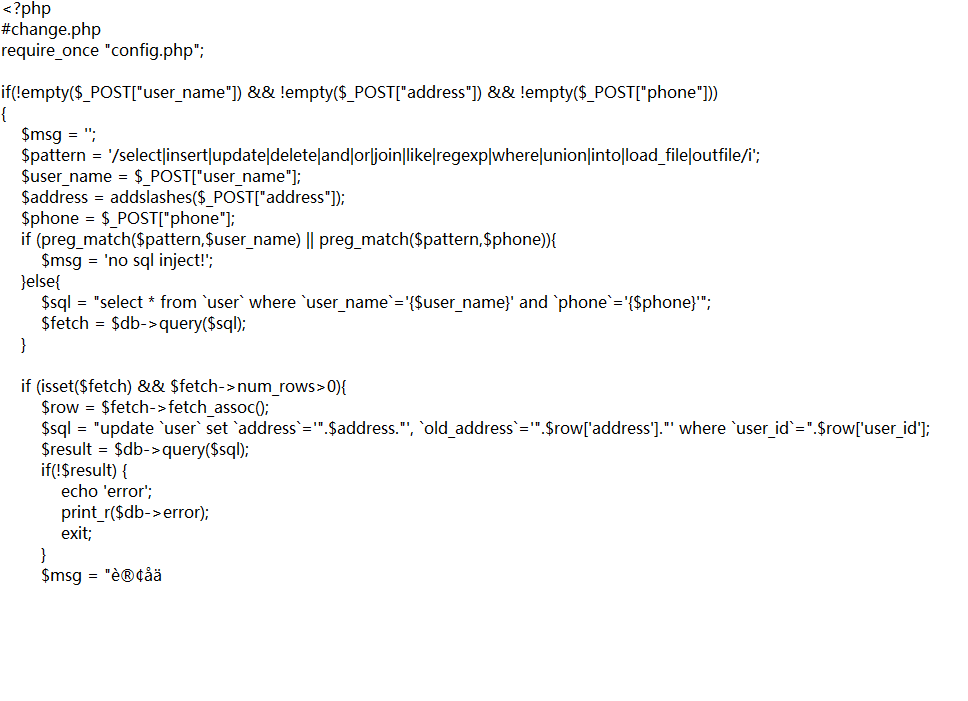 <?php
#change.php
require_once "config.php";
if(!empty($_POST["user_name"]) && !empty($_POST["address"]) && !empty($_POST["phone"]))
{
$msg = '';
$pattern = '/select|insert|update|delete|and|or|join|like|regexp|where|union|into|load_file|outfile/i';
$user_name = $_POST["user_name"];
$address = addslashes($_POST["address"]);
$phone = $_POST["phone"];
if (preg_match($pattern,$user_name) || preg_match($pattern,$phone)){
$msg = 'no sql inject!';
}else{
$sql = "select * from `user` where `user_name`='{$user_name}' and `phone`='{$phone}'";
$fetch = $db->query($sql);
}
if (isset($fetch) && $fetch->num_rows>0){
$row = $fetch->fetch_assoc();
$sql = "update `user` set `address`='".$address."', `old_address`='".$row['address']."' where `user_id`=".$row['user_id'];
$result = $db->query($sql);
if(!$result) {
echo 'error';
print_r($db->error);
exit;
}
$msg = "è®¢åä